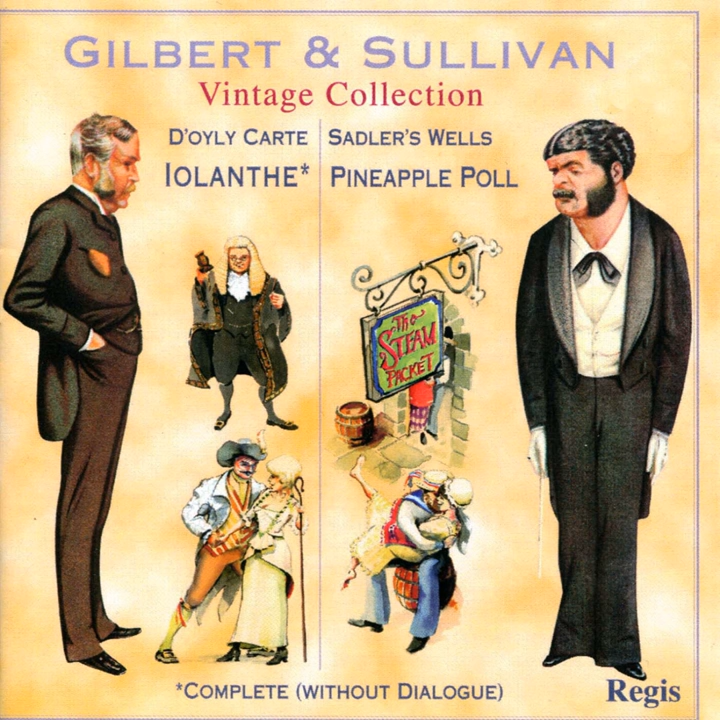 GILBERT & SULLIVAN
Vintage Collection
D'OYLY CARTE
IOLANTHE*
SADLER'S WELLS
PINEAPPLE POLL
The
STEAM
PACKET
*COMPLETE (WITHOUT DIALOGUE)
Regis